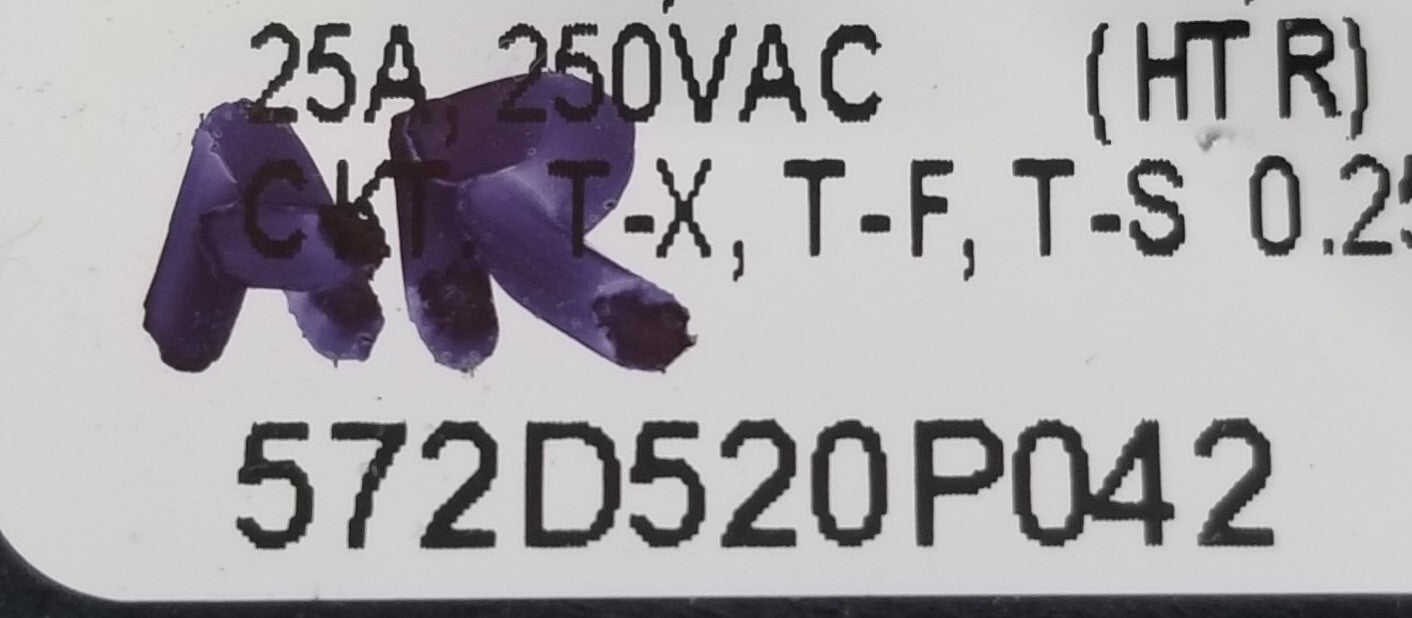 25A, 250VAC (HTR)
CKT T-X, T-F, T-S 0.25
AR
572D520P042